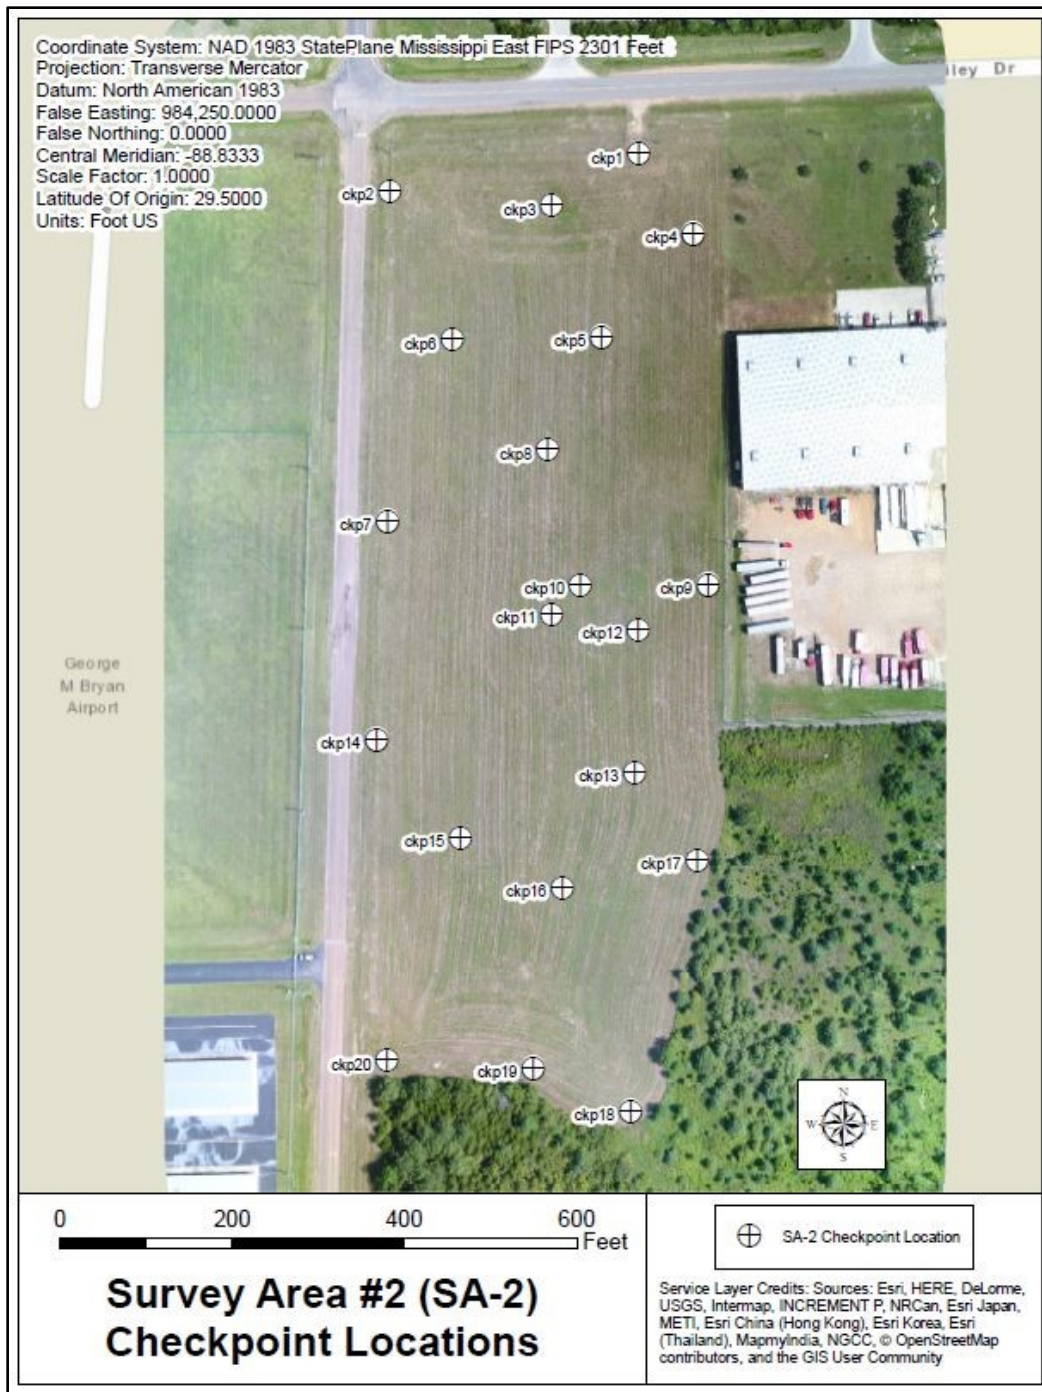 Coordinate System: NAD 1983 StatePlane Mississippi East FIPS 2301 Feet
Projection: Transverse Mercator
Datum: North American 1983
False Easting: 984,250.0000
False Northing: 0.0000
Central Meridian: -88.8333
Scale Factor: 1.0000
Latitude Of Origin: 29.5000
Units: Foot US
iley Dr
ckp1
ckp2
ckp3
ckp4
ckp6
ckp5
ckp8
ckp7
ckp10
ckp9
ckp11
ckp12
George
M Bryan
Airport
ckp14
ckp13
ckp15
ckp17
ckp16
ckp20
ckp19
ckp18
N
W E
S
0 200 400 600
Feet
Survey Area #2 (SA-2)
Checkpoint Locations
SA-2 Checkpoint Location
Service Layer Credits: Sources: Esri, HERE, DeLorme,
USGS, Intermap, INCREMENT P, NRCan, Esri Japan,
METI, Esri China (Hong Kong), Esri Korea, Esri
(Thailand), MapmyIndia, NGCC, © OpenStreetMap
contributors, and the GIS User Community